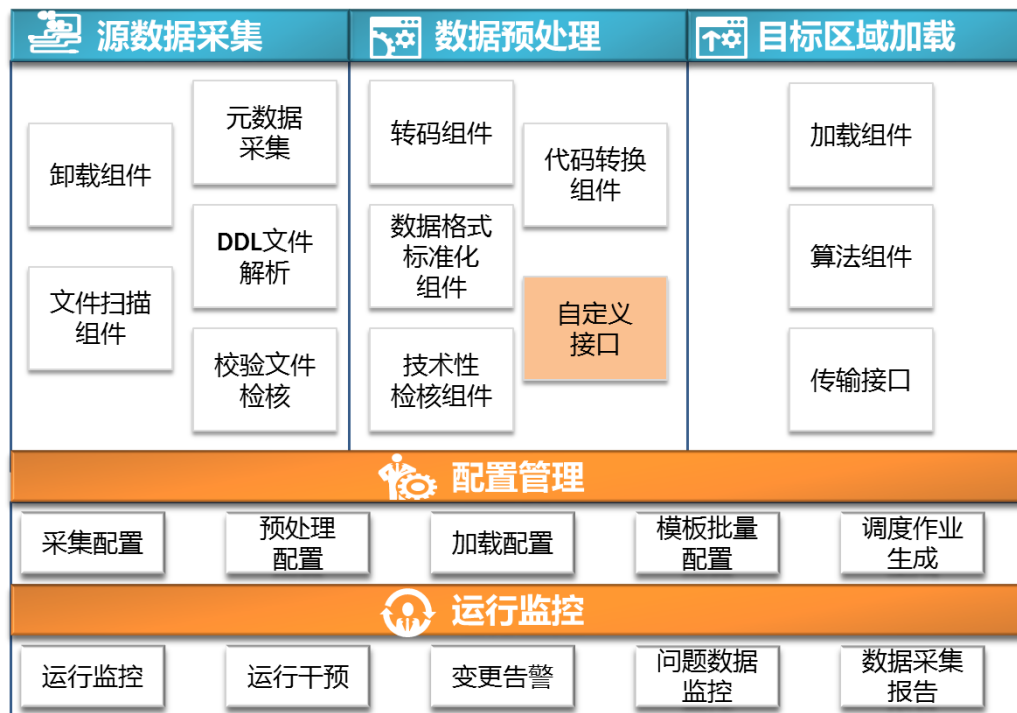 源数据采集
数据预处理
目标区域加载
卸载组件
文件扫描
组件
元数据
采集
DDL文件
解析
校验文件
检核
转码组件
数据格式
标准化
组件
技术性
检核组件
代码转换
组件
自定义
接口
加载组件
算法组件
传输接口
配置管理
采集配置
预处理
配置
加载配置
模板批量
配置
调度作业
生成
运行监控
运行监控
运行干预
变更告警
问题数据
监控
数据采集
报告